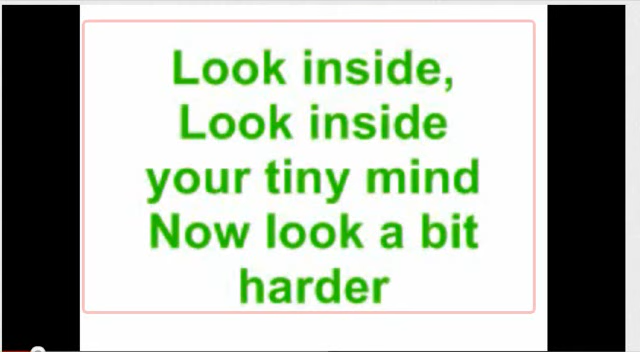 Look inside,
Look inside
your tiny mind
Now look a bit
harder